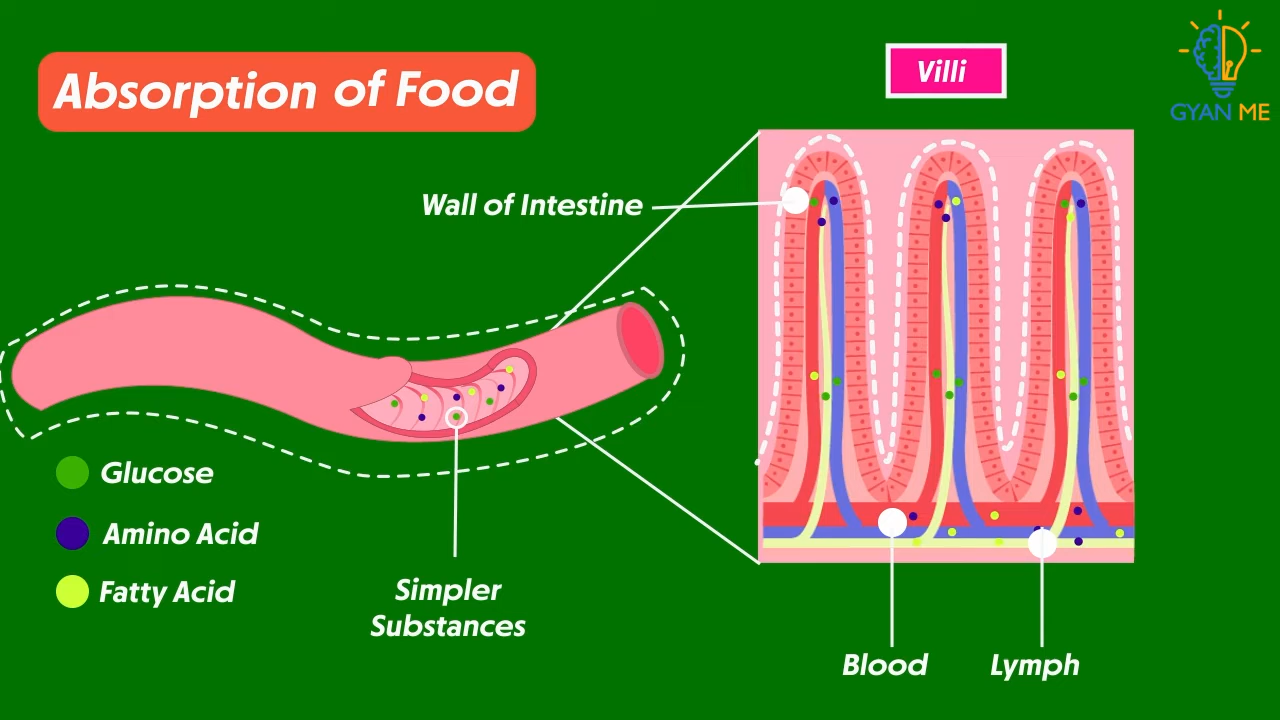 Absorption of Food
Villi
GYAN ME
Wall of Intestine
Glucose
Amino Acid
Fatty Acid
Simpler
Substances
Blood
Lymph